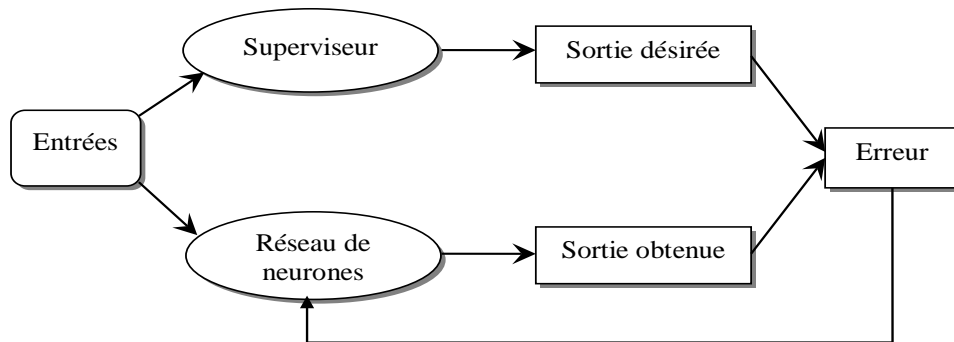 Superviseur
Sortie désirée
Entrées
Erreur
Réseau de
neurones
Sortie obtenue